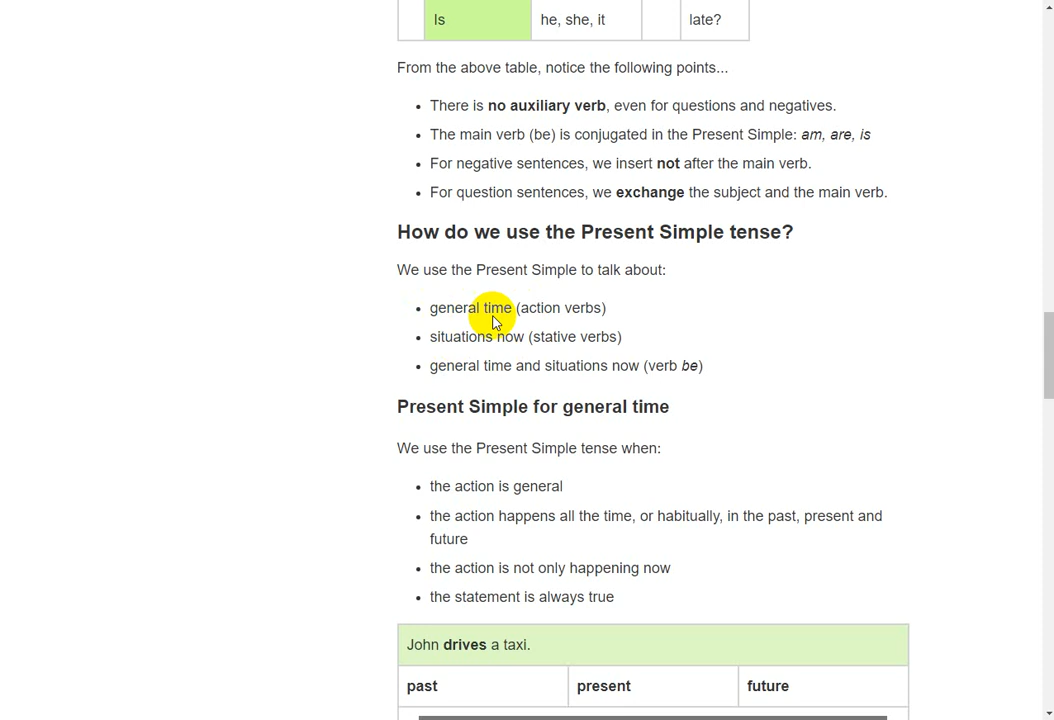 Is he, she, it late?
From the above table, notice the following points...
There is no auxiliary verb, even for questions and negatives.
The main verb (be) is conjugated in the Present Simple: am, are, is
For negative sentences, we insert not after the main verb.
For question sentences, we exchange the subject and the main verb.
How do we use the Present Simple tense?
We use the Present Simple to talk about:
general time (action verbs)
situations now (stative verbs)
general time and situations now (verb be)
Present Simple for general time
We use the Present Simple tense when:
the action is general
the action happens all the time, or habitually, in the past, present and
future
the action is not only happening now
the statement is always true
John drives a taxi.
past present future